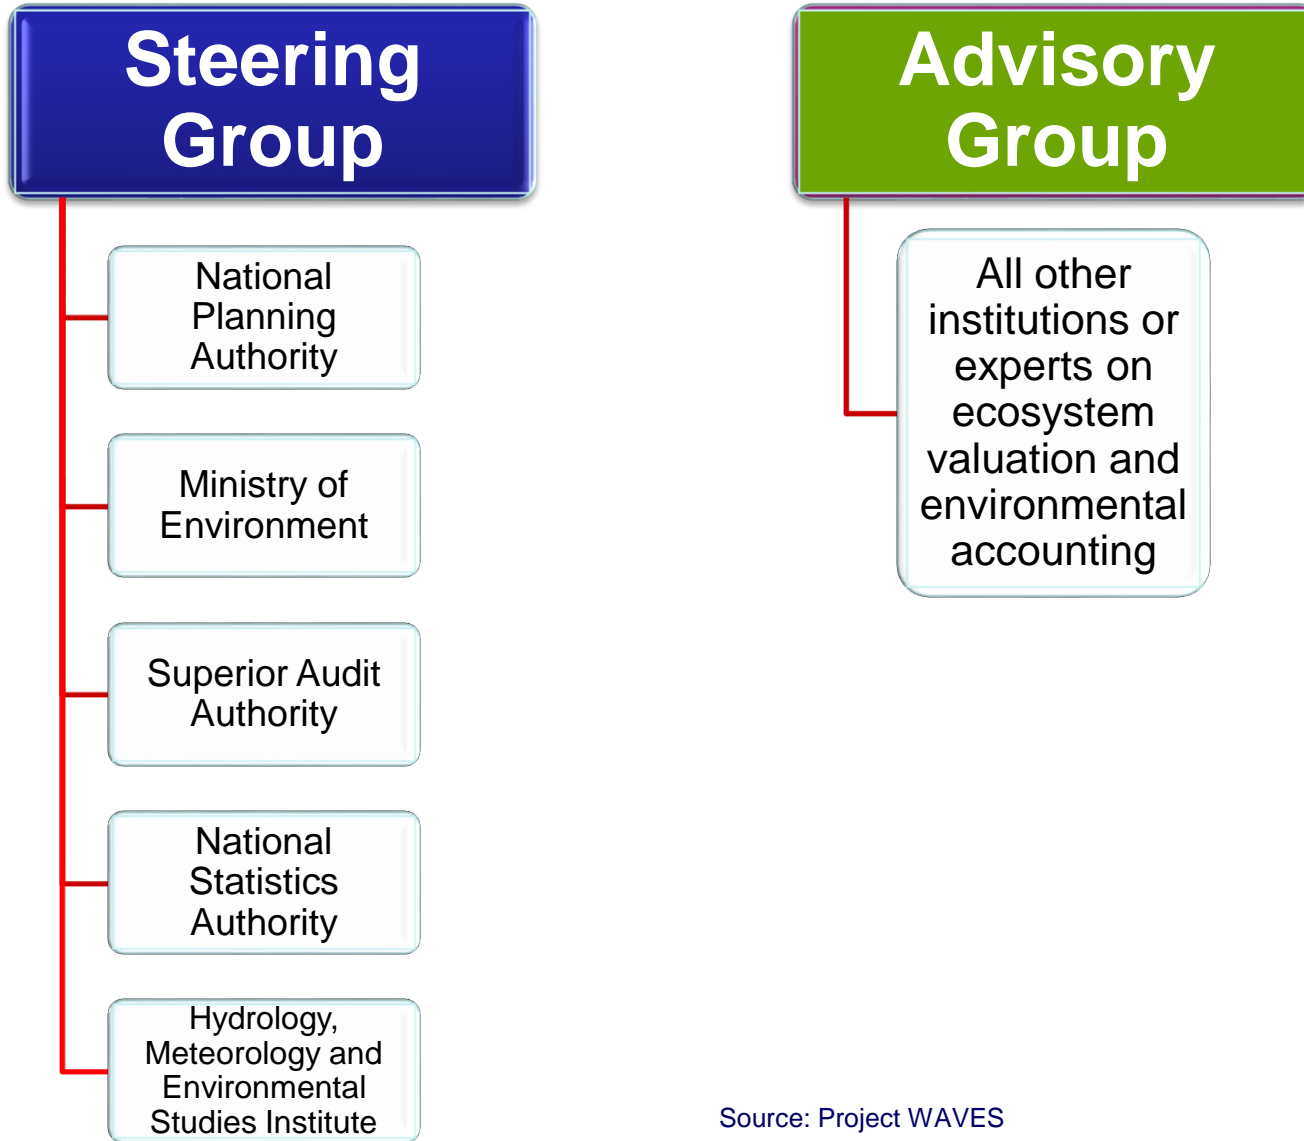 Steering
Group
National
Planning
Authority
Ministry of
Environment
Superior Audit
Authority
National
Statistics
Authority
Hydrology,
Meteorology and
Environmental
Studies Institute
Advisory
Group
All other
institutions or
experts on
ecosystem
valuation and
environmental
accounting
Source: Project WAVES